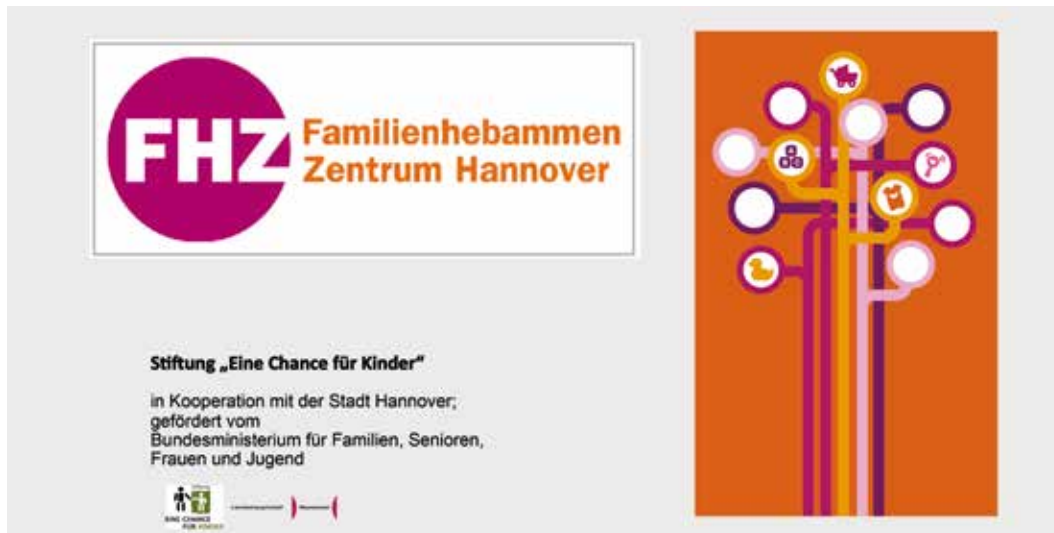 FHZ Familienhebammen
Zentrum Hannover
Stiftung „Eine Chance für Kinder“
in Kooperation mit der Stadt Hannover;
gefördert vom
Bundesministerium für Familien, Senioren,
Frauen und Jugend
EINE CHANCE
FÜR KINDER